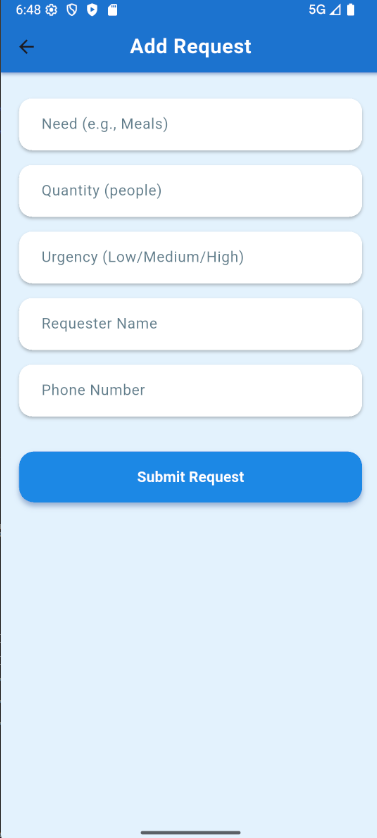 6:48 5G
Add Request
Need (e.g., Meals)
Quantity (people)
Urgency (Low/Medium/High)
Requester Name
Phone Number
Submit Request